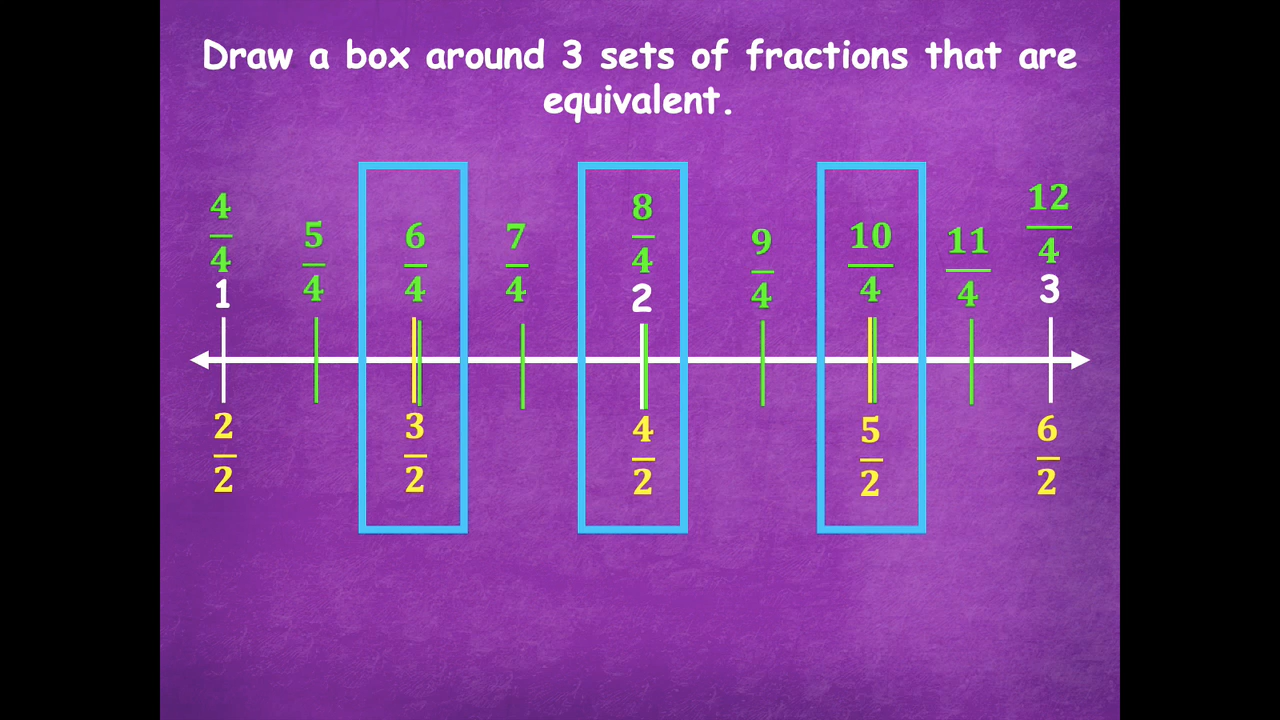 Draw a box around 3 sets of fractions that are
equivalent.
4/4 5/4 6/4 7/4 8/4 9/4 10/4 11/4 12/4
1 2 3
2/2 3/2 4/2 5/2 6/2